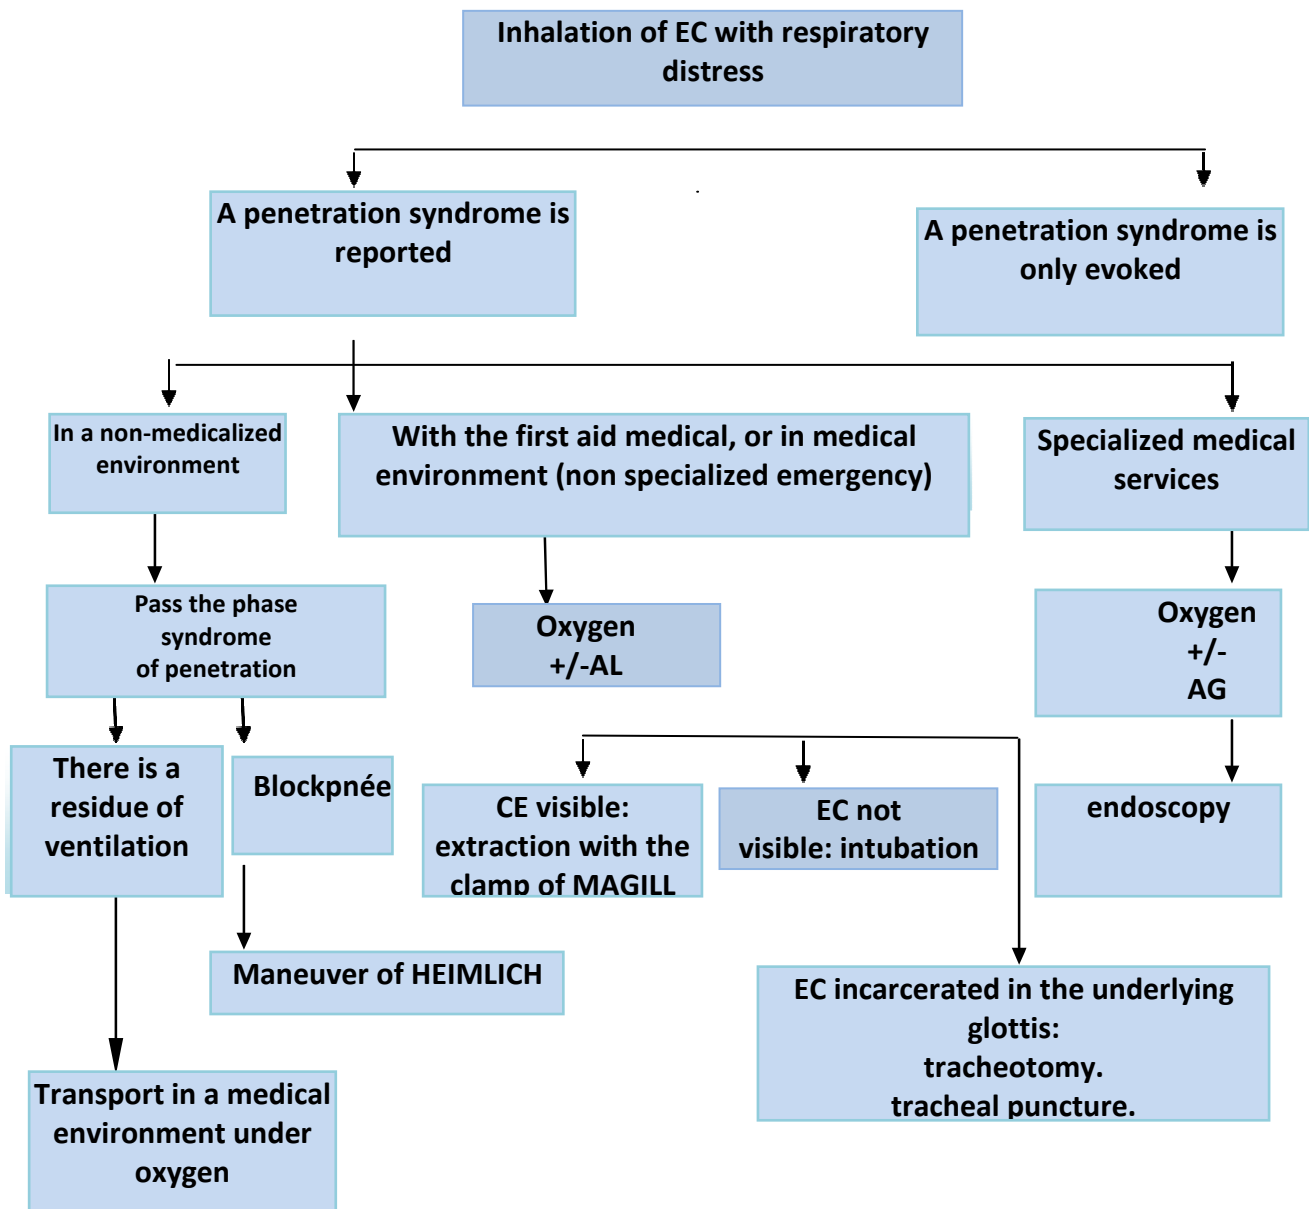 Inhalation of EC with respiratory
distress
A penetration syndrome is
reported
A penetration syndrome is
only evoked
In a non-medicalized
environment
With the first aid medical, or in medical
environment (non specialized emergency)
Specialized medical
services
Pass the phase
syndrome
of penetration
Oxygen
+/-AL
Oxygen
+/-
AG
There is a
residue of
ventilation
Blockpnée
CE visible:
extraction with the
clamp of MAGILL
EC not
visible: intubation
endoscopy
Maneuver of HEIMLICH
EC incarcerated in the underlying
glottis:
tracheotomy.
tracheal puncture.
Transport in a medical
environment under
oxygen